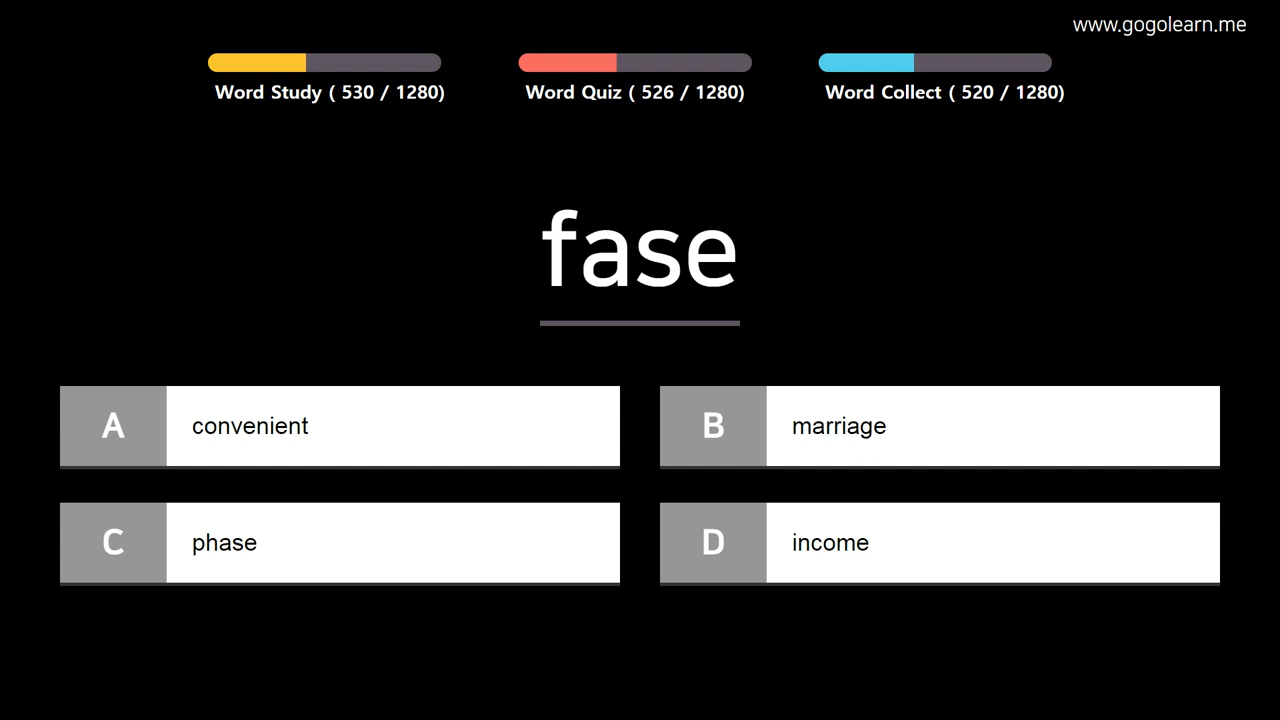 www.gogolearn.me
Word Study ( 530 / 1280)
Word Quiz ( 526 / 1280)
Word Collect ( 520 / 1280)
fase
A convenient
B marriage
C phase
D income